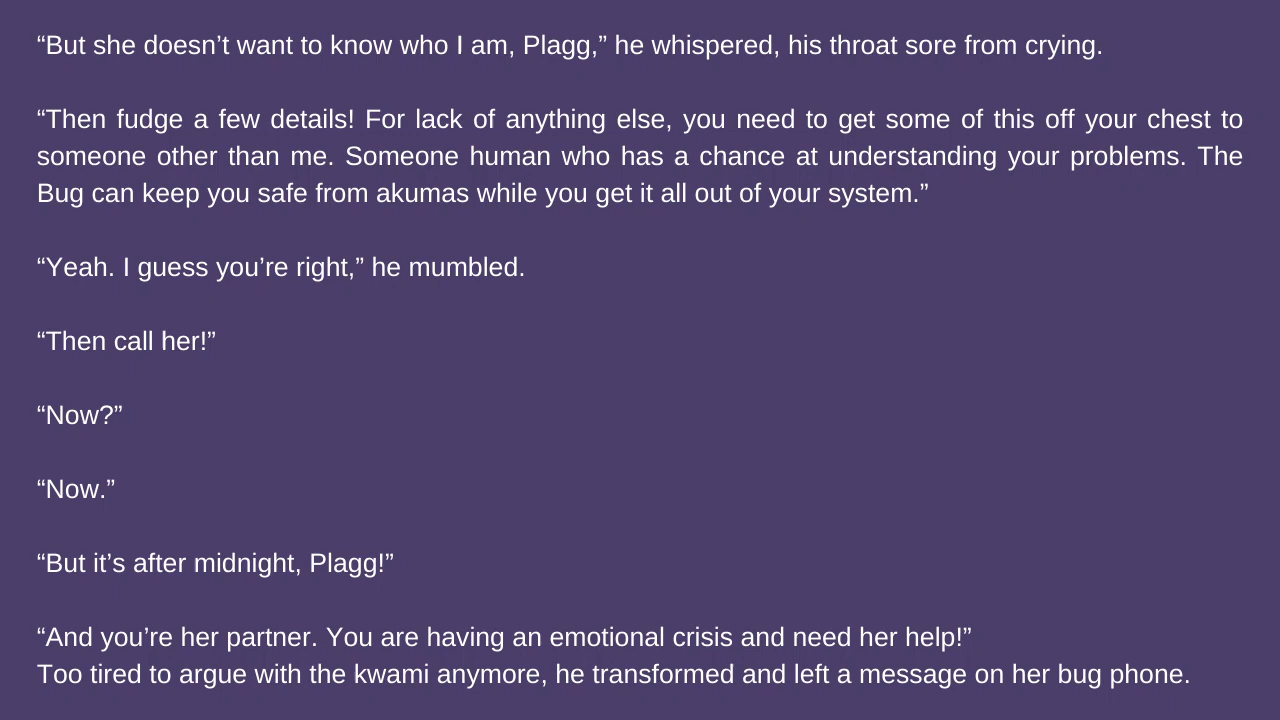 “But she doesn’t want to know who I am, Plagg,” he whispered, his throat sore from crying.
“Then fudge a few details! For lack of anything else, you need to get some of this off your chest to
someone other than me. Someone human who has a chance at understanding your problems. The
Bug can keep you safe from akumas while you get it all out of your system.”
“Yeah. I guess you’re right,” he mumbled.
“Then call her!”
“Now?”
“Now.”
“But it’s after midnight, Plagg!”
“And you’re her partner. You are having an emotional crisis and need her help!”
Too tired to argue with the kwami anymore, he transformed and left a message on her bug phone.